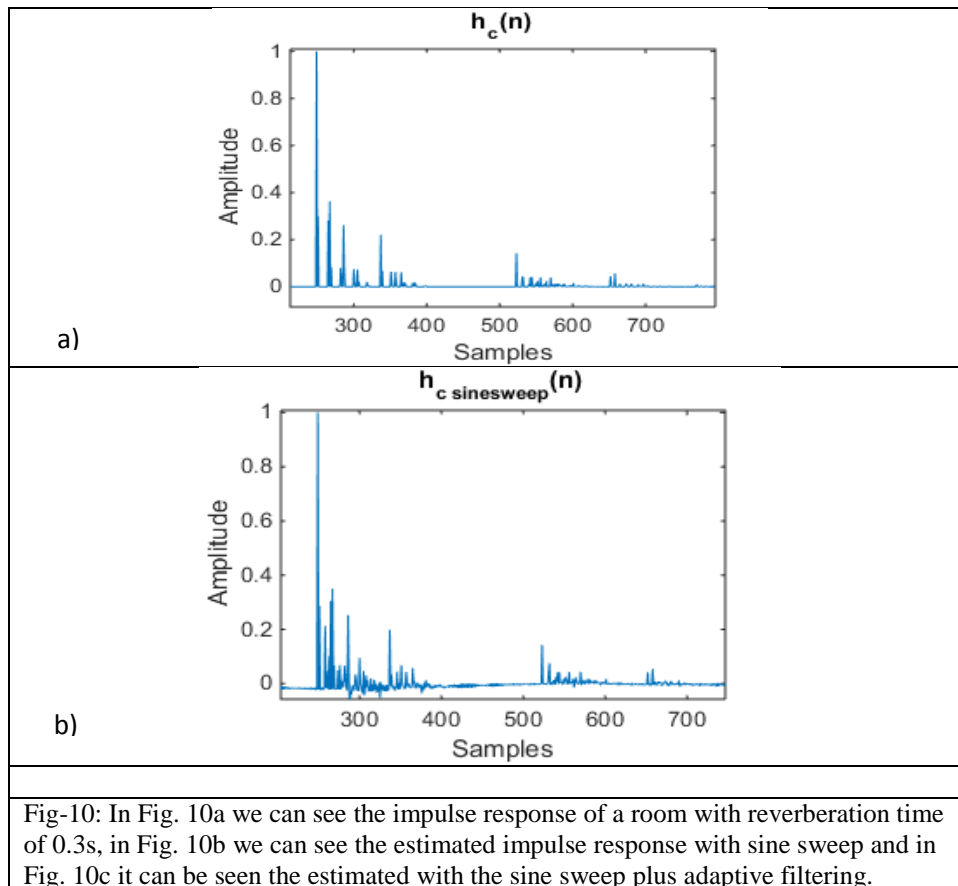 h_c(n)
1
0.8
0.6
0.4
0.2
0
Amplitude
300 400 500 600 700
Samples
a)
h_c sinesweep(n)
1
0.8
0.6
0.4
0.2
0
Amplitude
300 400 500 600 700
Samples
b)
Fig-10: In Fig. 10a we can see the impulse response of a room with reverberation time
of 0.3s, in Fig. 10b we can see the estimated impulse response with sine sweep and in
Fig. 10c it can be seen the estimated with the sine sweep plus adaptive filtering.